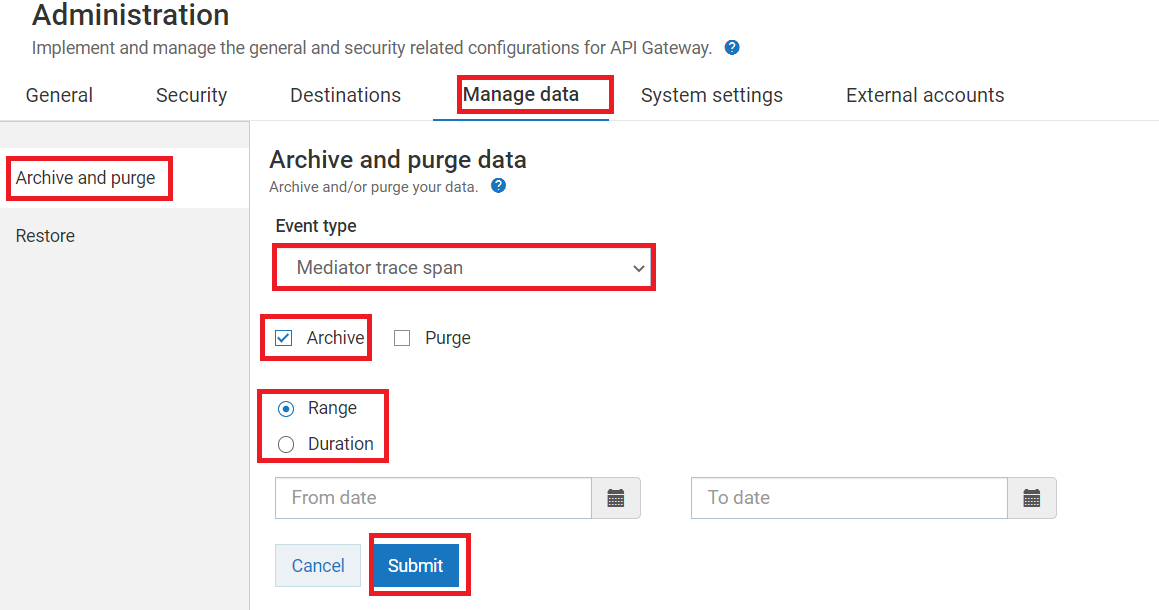 Administration
Implement and manage the general and security related configurations for API Gateway. ?
General Security Destinations Manage data System settings External accounts
Archive and purge
Restore
Archive and purge data
Archive and/or purge your data. ?
Event type
Mediator trace span
Archive Purge
Range
Duration
From date To date
Cancel Submit